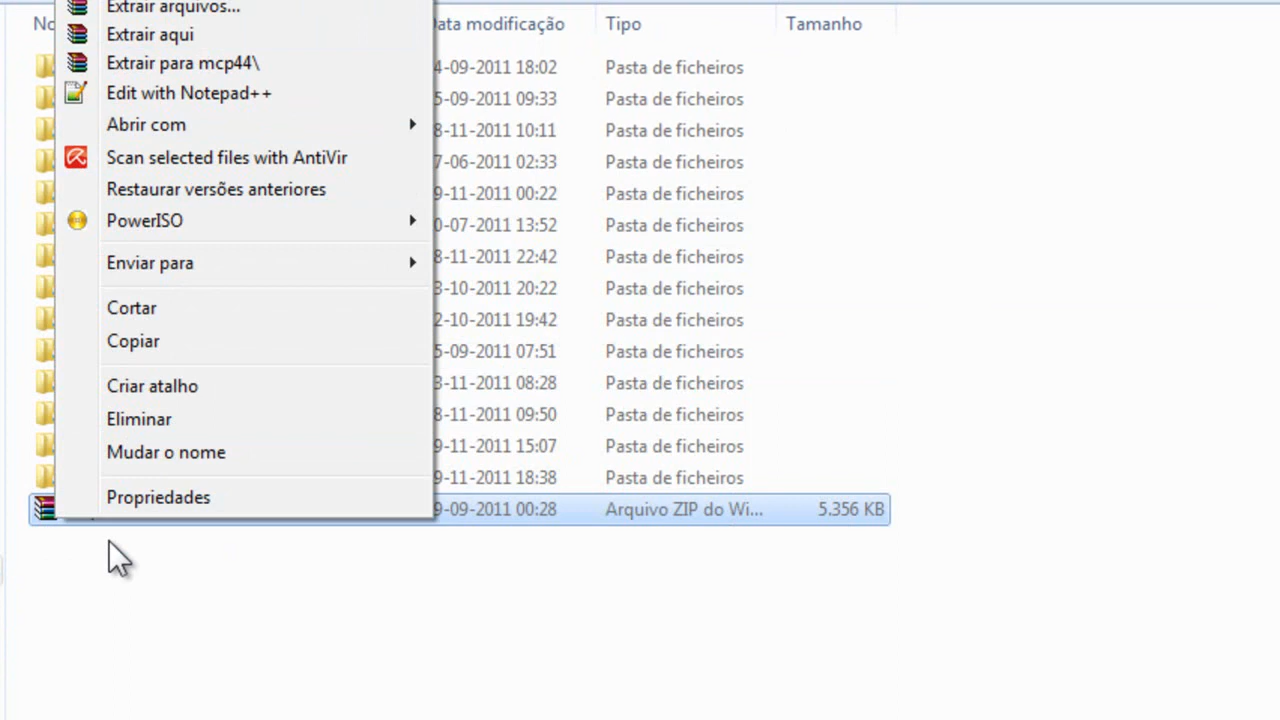 Extrair arquivos...
Extrair aqui
Extrair para mcp44\
Edit with Notepad++
Abrir com
Scan selected files with AntiVir
Restaurar versões anteriores
PowerISO
Enviar para
Cortar
Copiar
Criar atalho
Eliminar
Mudar o nome
Propriedades
No Data modificação Tipo Tamanho
4-09-2011 18:02 Pasta de ficheiros
5-09-2011 09:33 Pasta de ficheiros
8-11-2011 10:11 Pasta de ficheiros
7-06-2011 02:33 Pasta de ficheiros
9-11-2011 00:22 Pasta de ficheiros
0-07-2011 13:52 Pasta de ficheiros
8-11-2011 22:42 Pasta de ficheiros
3-10-2011 20:22 Pasta de ficheiros
2-10-2011 19:42 Pasta de ficheiros
5-09-2011 07:51 Pasta de ficheiros
3-11-2011 08:28 Pasta de ficheiros
8-11-2011 09:50 Pasta de ficheiros
9-11-2011 15:07 Pasta de ficheiros
9-11-2011 18:38 Pasta de ficheiros
9-09-2011 00:28 Arquivo ZIP do Wi... 5.356 KB